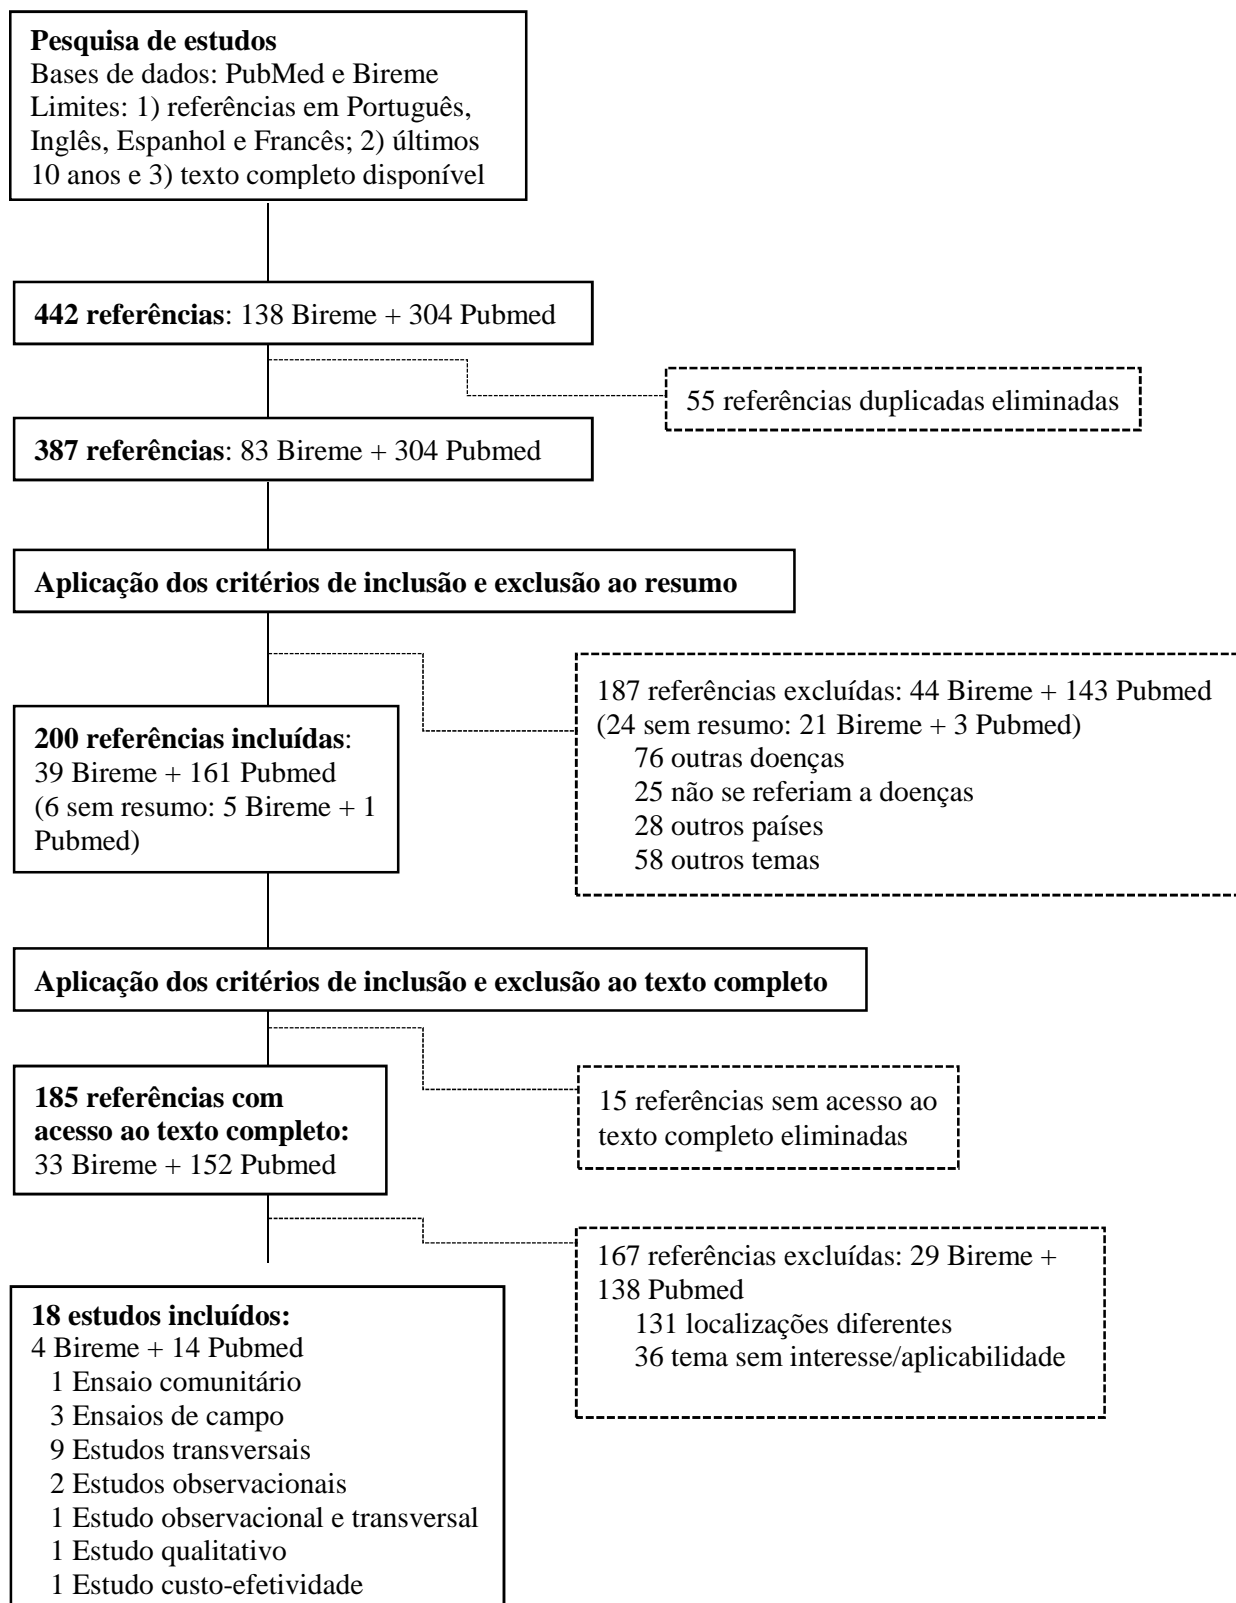 Pesquisa de estudos
Bases de dados: PubMed e Bireme
Limites: 1) referências em Português,
Inglês, Espanhol e Francês; 2) últimos
10 anos e 3) texto completo disponível
442 referências: 138 Bireme + 304 Pubmed
55 referências duplicadas eliminadas
387 referências: 83 Bireme + 304 Pubmed
Aplicação dos critérios de inclusão e exclusão ao resumo
187 referências excluídas: 44 Bireme + 143 Pubmed
(24 sem resumo: 21 Bireme + 3 Pubmed)
76 outras doenças
25 não se referiam a doenças
28 outros países
58 outros temas
200 referências incluídas:
39 Bireme + 161 Pubmed
(6 sem resumo: 5 Bireme + 1
Pubmed)
Aplicação dos critérios de inclusão e exclusão ao texto completo
15 referências sem acesso ao
texto completo eliminadas
185 referências com
acesso ao texto completo:
33 Bireme + 152 Pubmed
167 referências excluídas: 29 Bireme +
138 Pubmed
131 localizações diferentes
36 tema sem interesse/aplicabilidade
18 estudos incluídos:
4 Bireme + 14 Pubmed
1 Ensaio comunitário
3 Ensaios de campo
9 Estudos transversais
2 Estudos observacionais
1 Estudo observacional e transversal
1 Estudo qualitativo
1 Estudo custo-efetividade